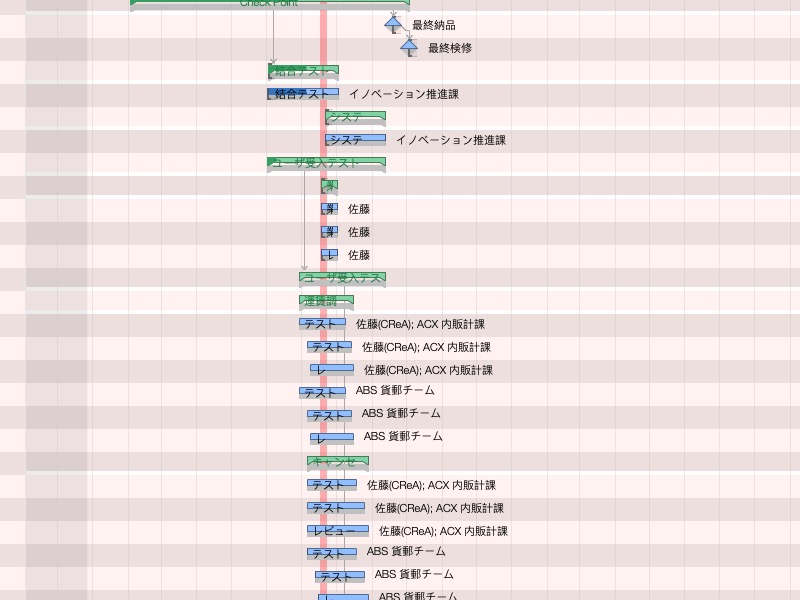 Check Point
最終納品
最終検修
結合テスト
結合テスト イノベーション推進課
システ
システ イノベーション推進課
ユーザ受入テスト
佐藤
佐藤
佐藤
ユーザ受入テス
運賃調
テスト 佐藤(CReA); ACX 内販計課
テスト 佐藤(CReA); ACX 内販計課
レ 佐藤(CReA); ACX 内販計課
テスト ABS 貨郵チーム
テスト ABS 貨郵チーム
レ ABS 貨郵チーム
キャンセ
テスト 佐藤(CReA); ACX 内販計課
テスト 佐藤(CReA); ACX 内販計課
レビュー 佐藤(CReA); ACX 内販計課
テスト ABS 貨郵チーム
テスト ABS 貨郵チーム
ABS 貨郵チーム